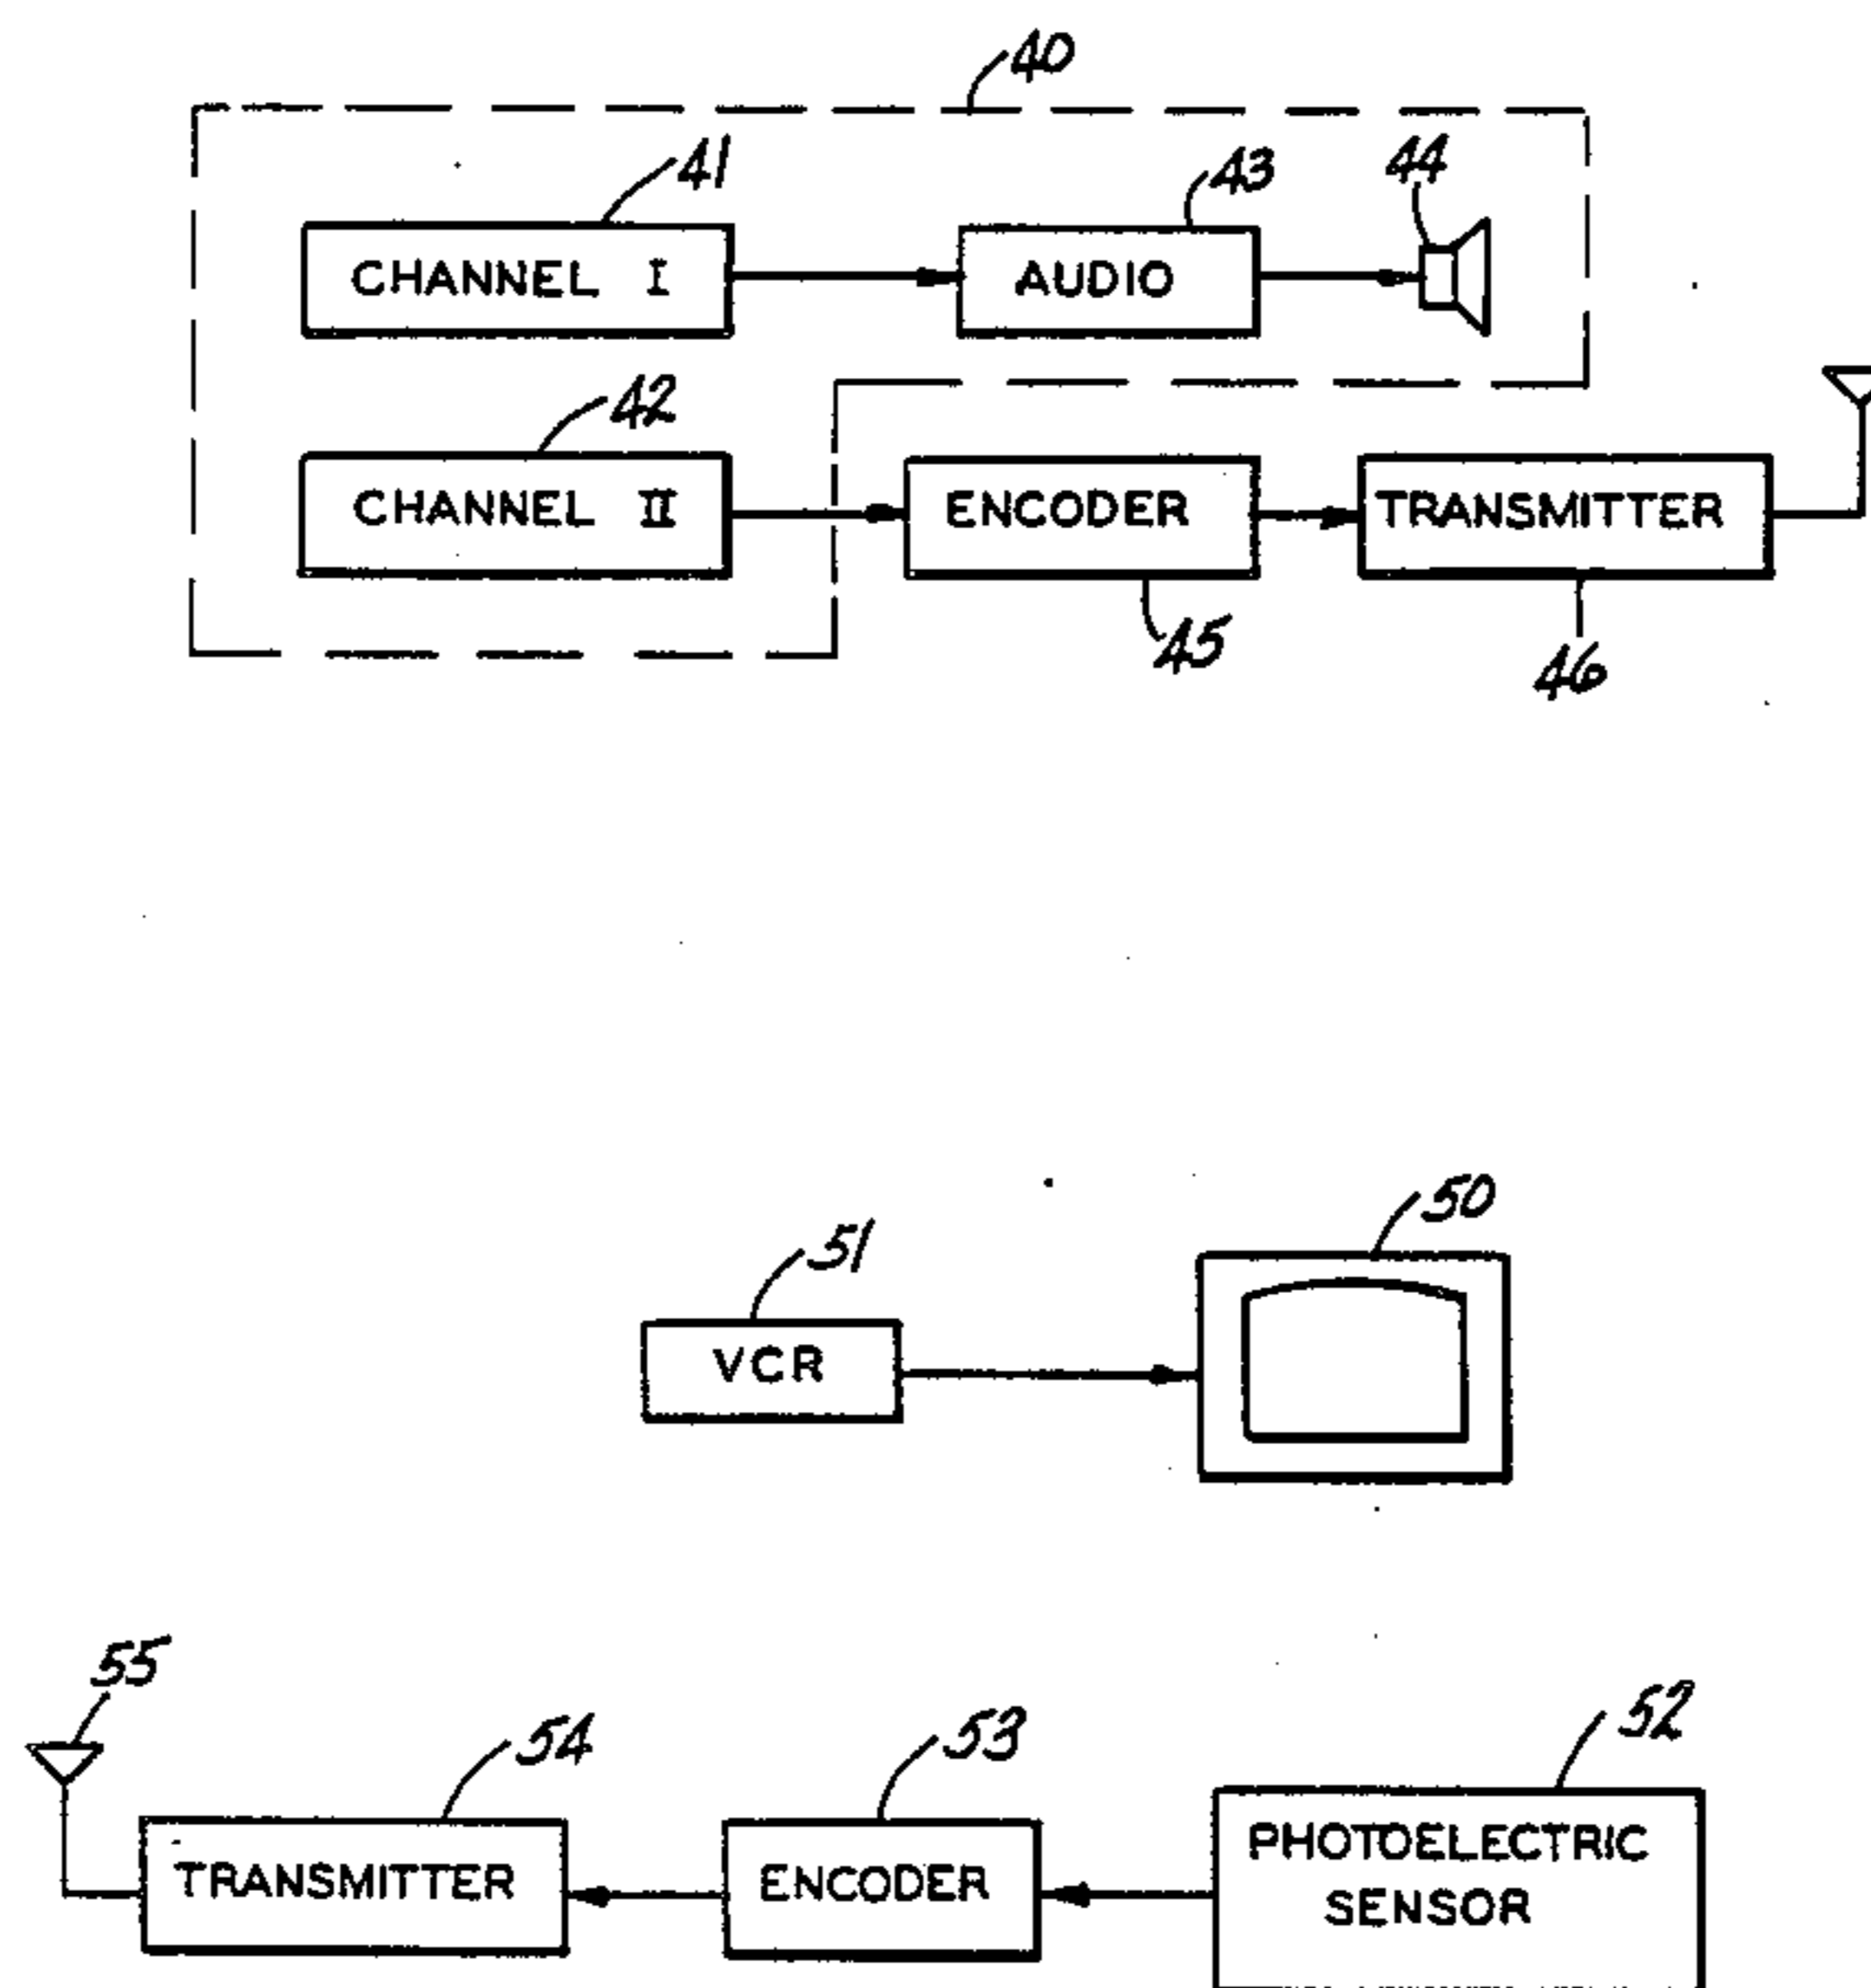 40
41
43
44
CHANNEL I
AUDIO
42
CHANNEL II
ENCODER
TRANSMITTER
45
46
50
51
VCR
55
54
53
52
TRANSMITTER
ENCODER
PHOTOELECTRIC
SENSOR